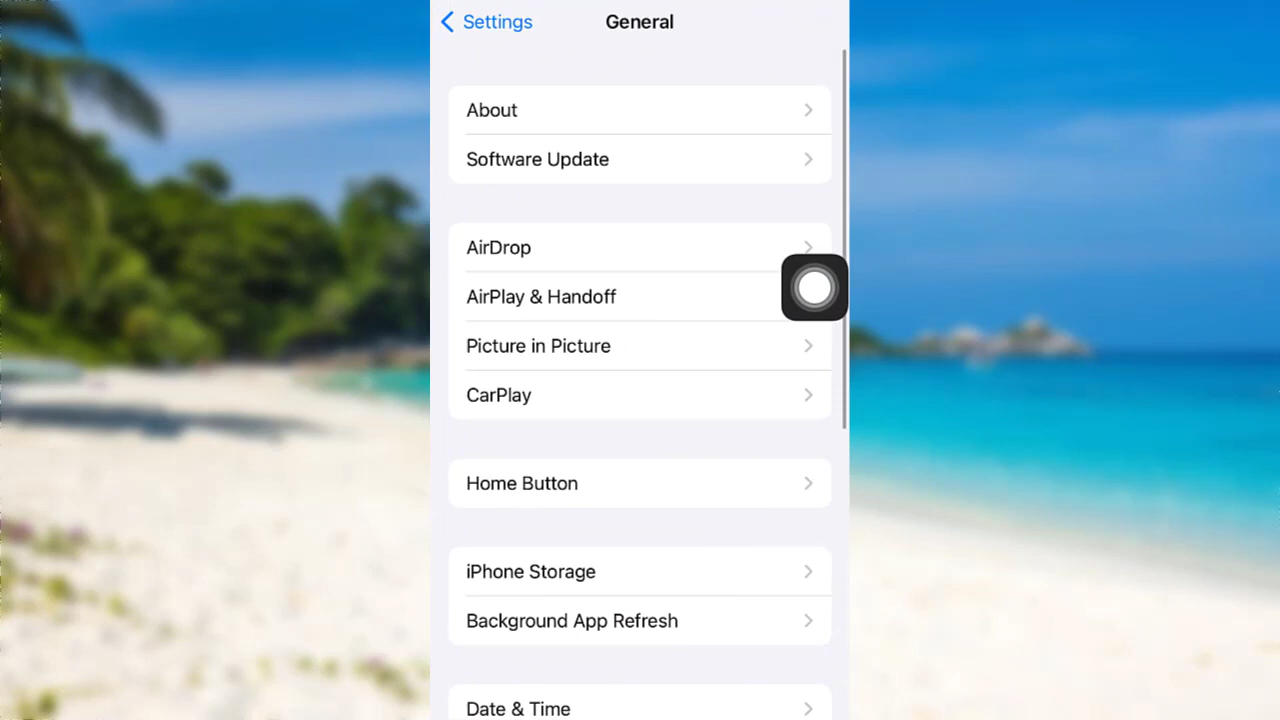 Settings
General
About
Software Update
AirDrop
AirPlay & Handoff
Picture in Picture
CarPlay
Home Button
iPhone Storage
Background App Refresh
Date & Time